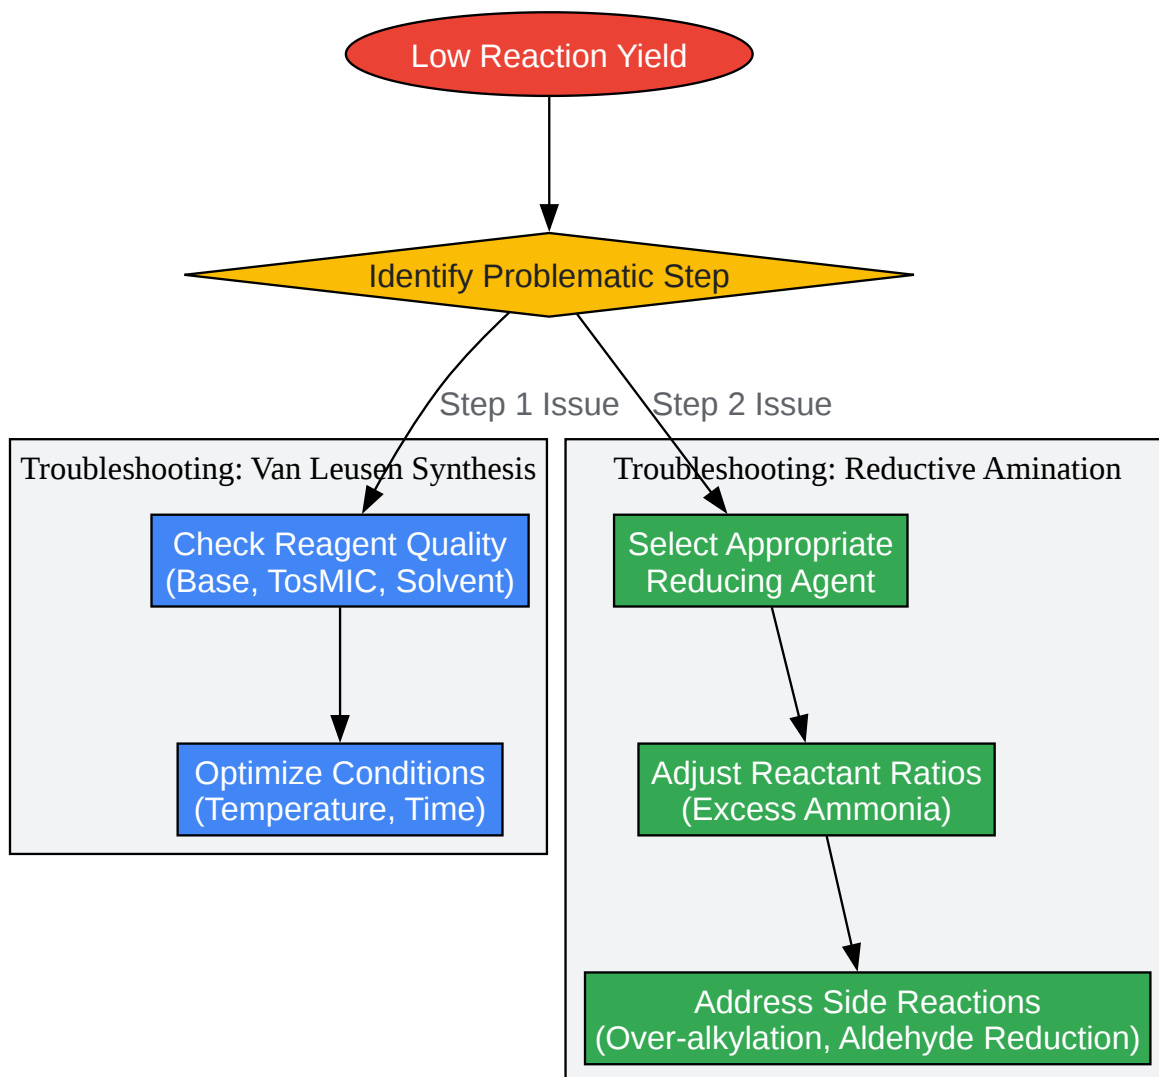 Low Reaction Yield
Identify Problematic Step
Step 1 Issue
Step 2 Issue
Troubleshooting: Van Leusen Synthesis
Check Reagent Quality
(Base, TosMIC, Solvent)
Optimize Conditions
(Temperature, Time)
Troubleshooting: Reductive Amination
Select Appropriate
Reducing Agent
Adjust Reactant Ratios
(Excess Ammonia)
Address Side Reactions
(Over-alkylation, Aldehyde Reduction)